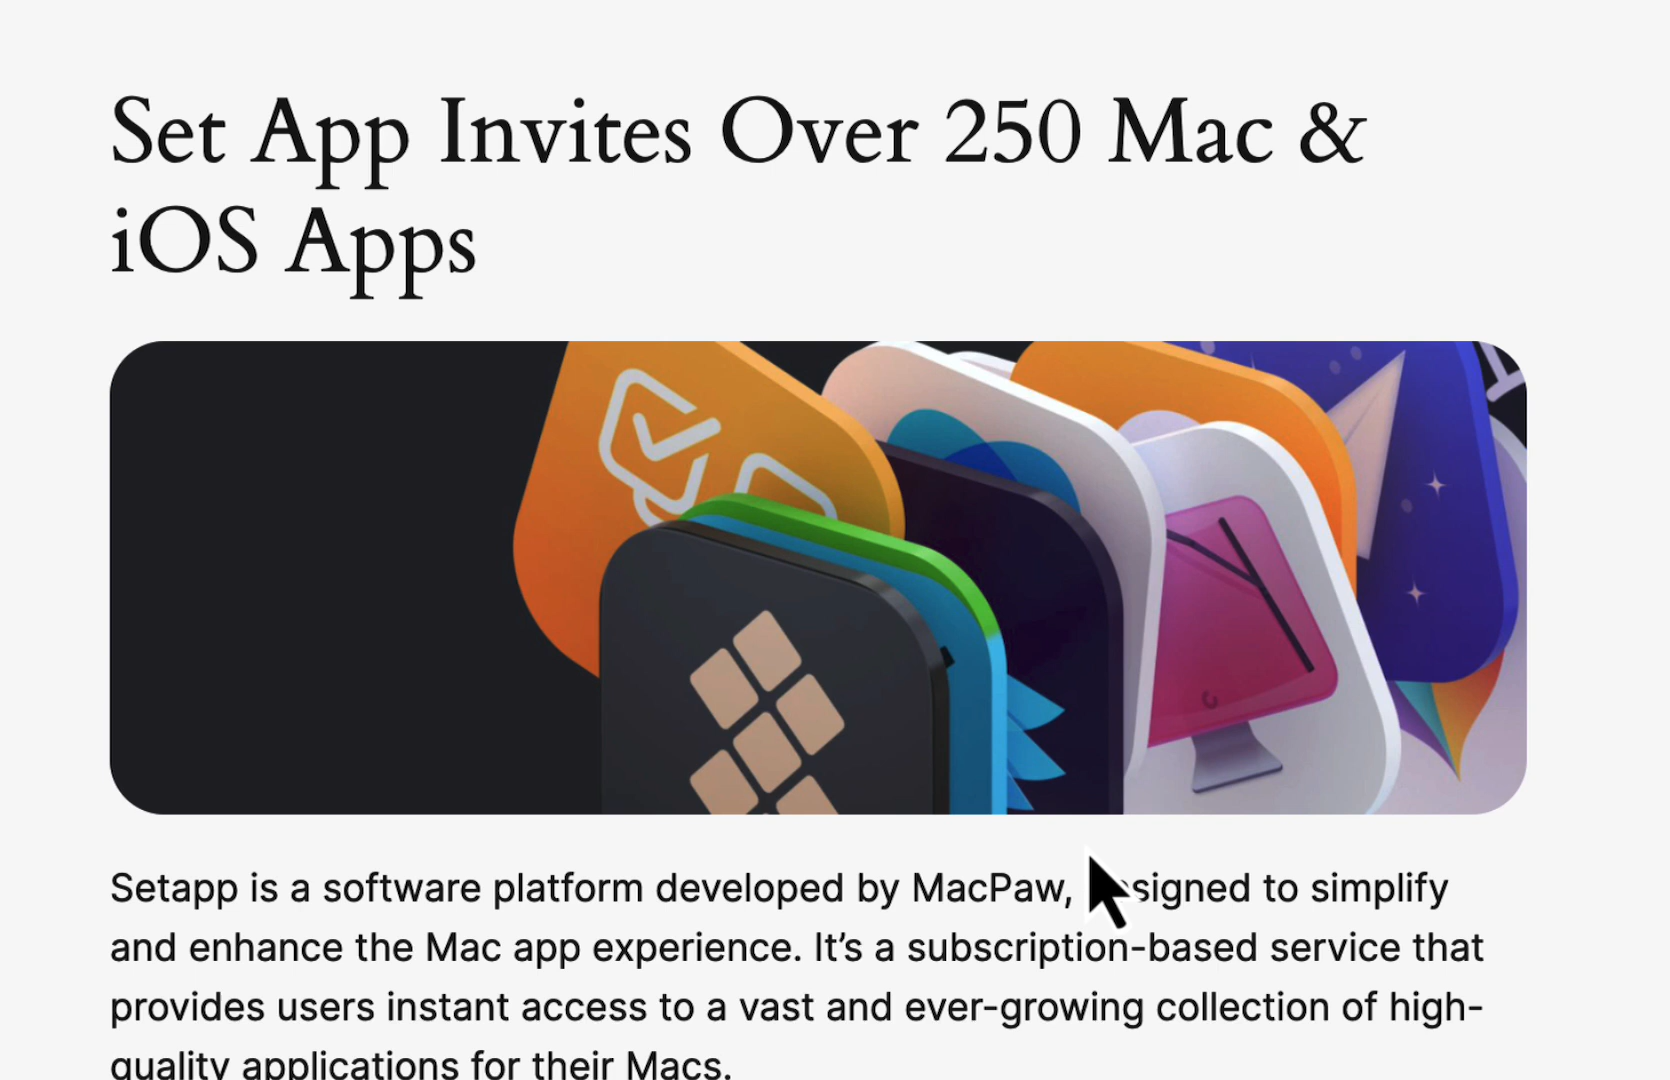 Set App Invites Over 250 Mac &
iOS Apps
Setapp is a software platform developed by MacPaw, signed to simplify
and enhance the Mac app experience. It’s a subscription-based service that
provides users instant access to a vast and ever-growing collection of high-
quality applications for their Macs.